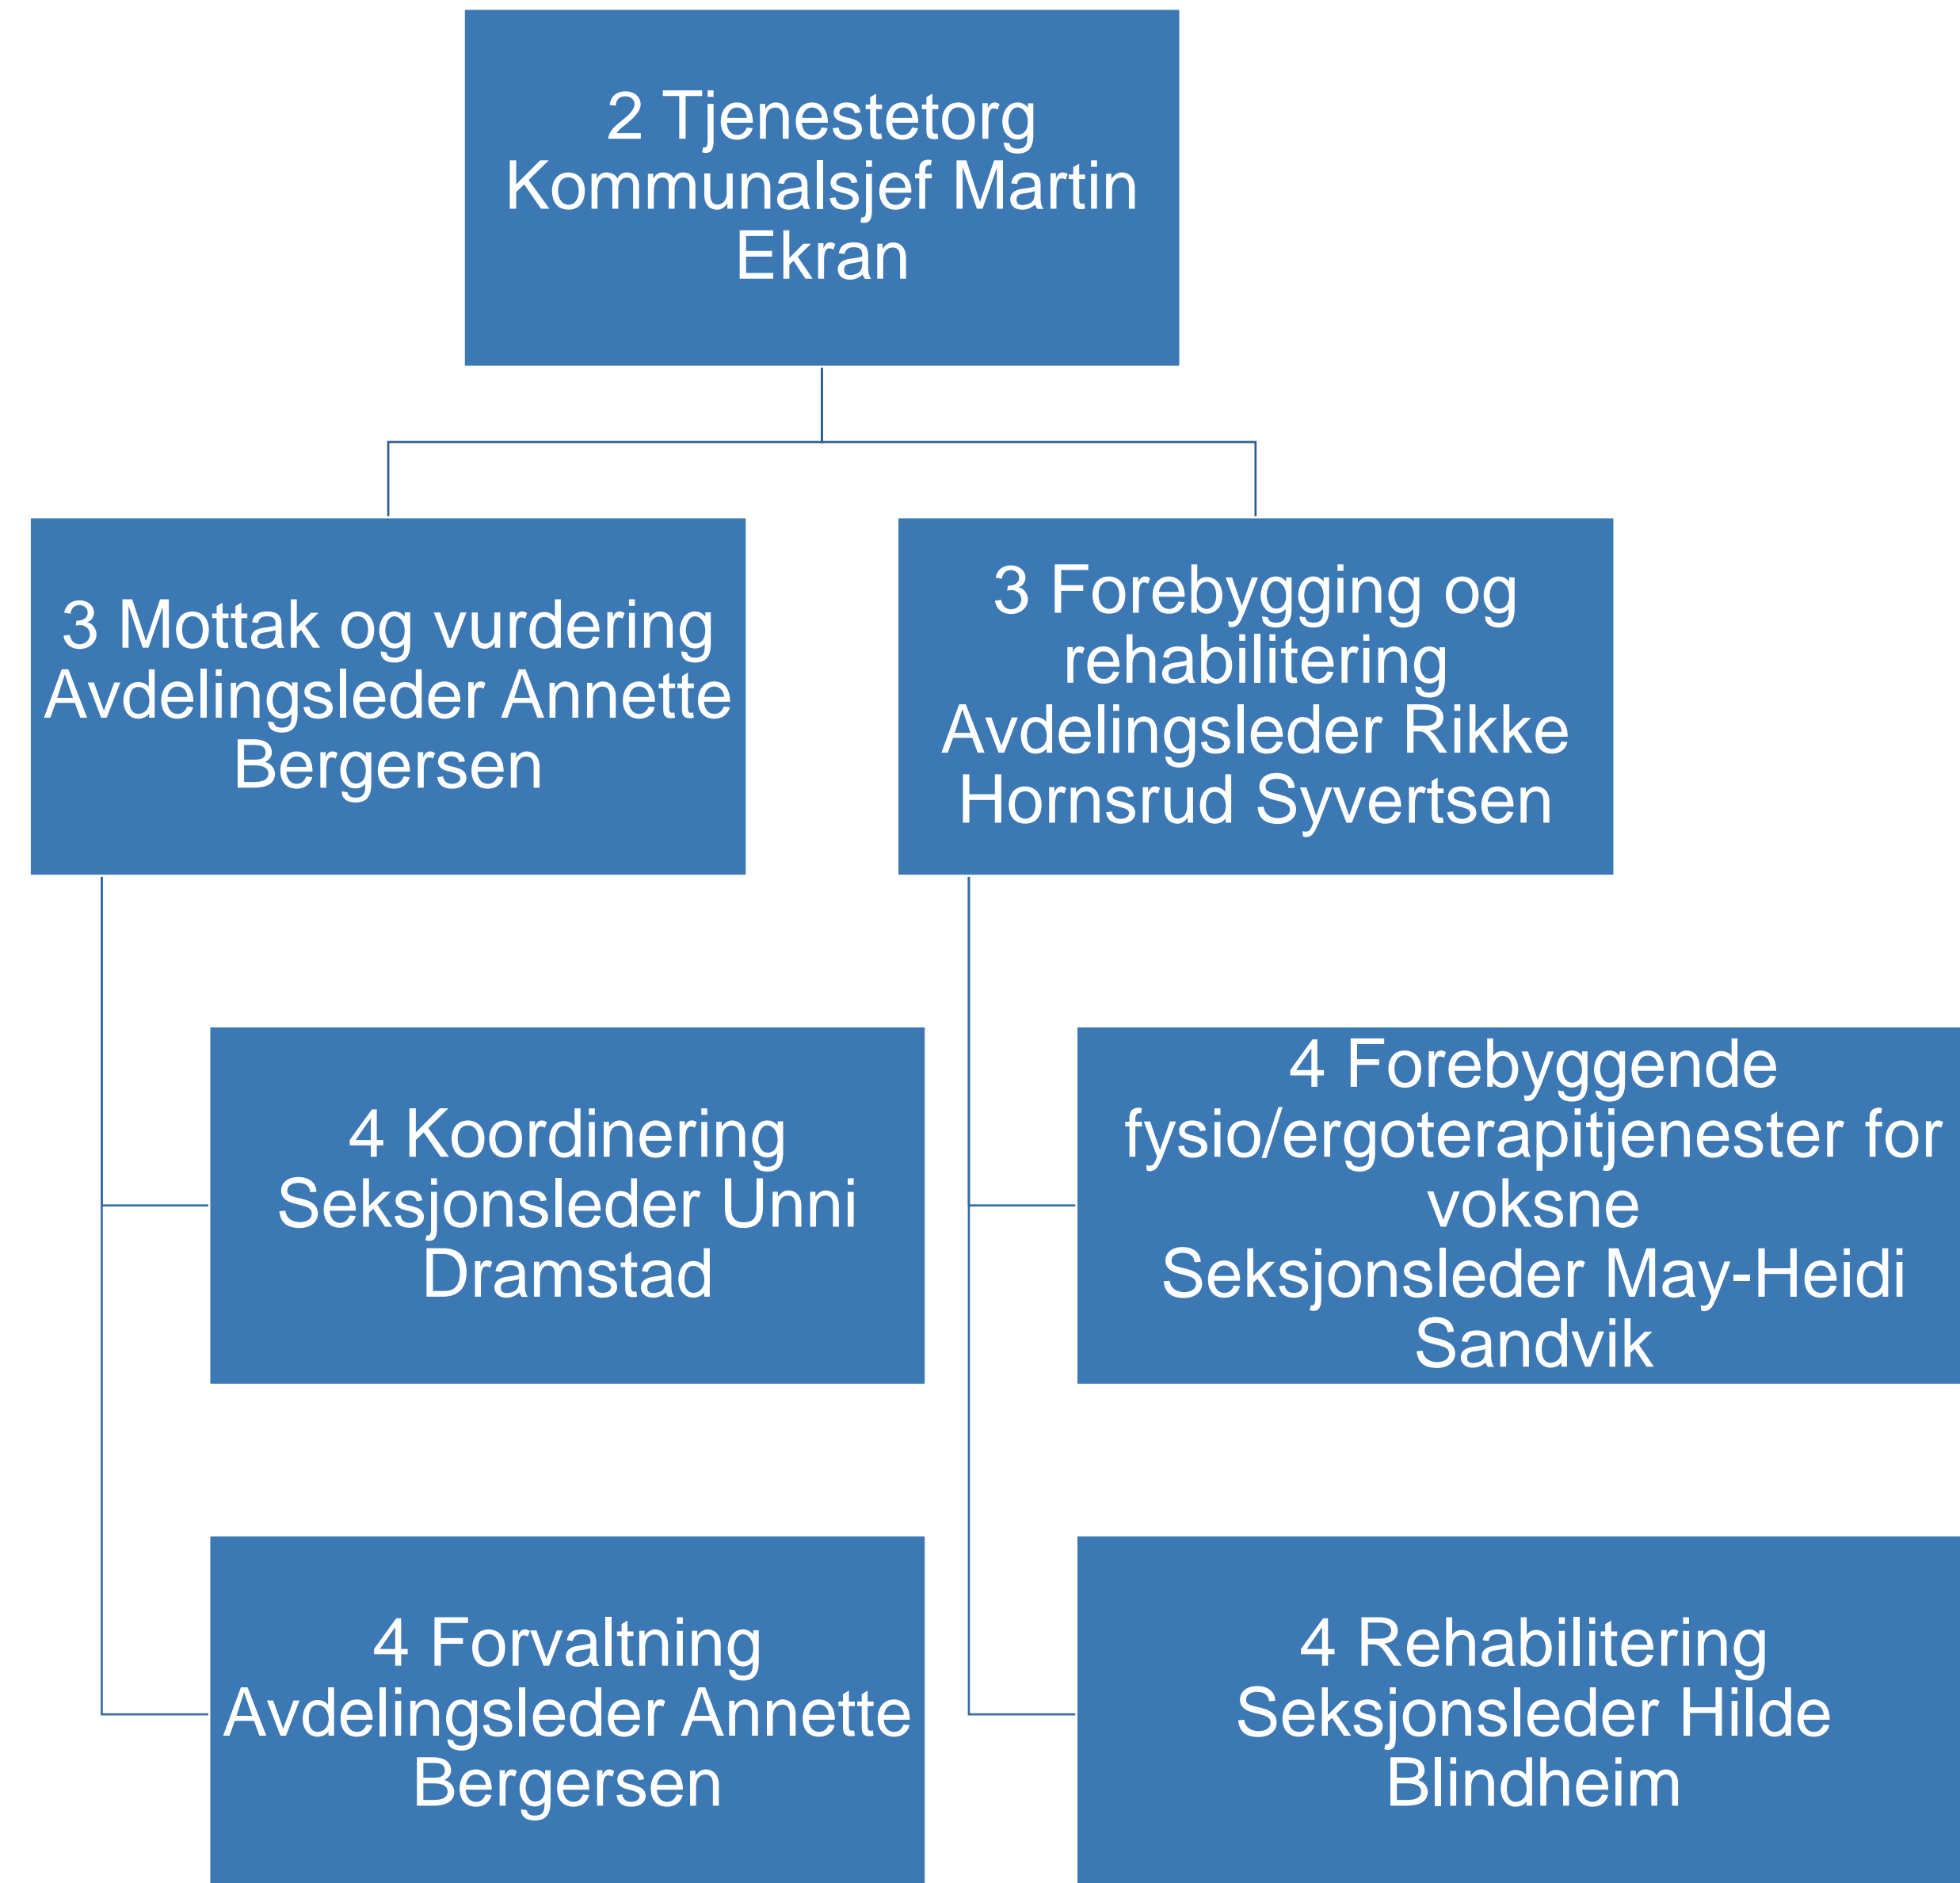 2 Tjenestetorg
Kommunalsjef Martin
Ekran
3 Mottak og vurdering
Avdelingsleder Annette
Bergersen
3 Forebygging og
rehabilitering
Avdelingsleder Rikke
Hornsrud Syvertsen
4 Koordinering
Seksjonsleder Unni
Dramstad
4 Forebyggende
fysio/ergoterapitjenester for
voksne
Seksjonsleder May-Heidi
Sandvik
4 Forvaltning
Avdelingsleder Annette
Bergersen
4 Rehabilitering
Seksjonsleder Hilde
Blindheim